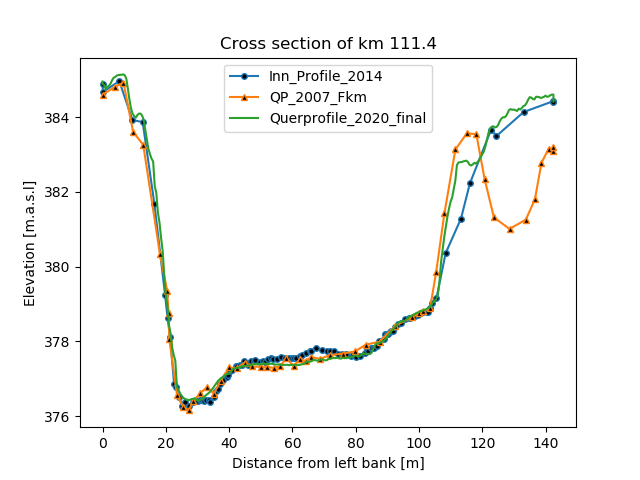 Cross section of km 111.4
Inn_Profile_2014
QP_2007_Fkm
Querprofile_2020_final
Elevation [m.a.s.l]
384
382
380
378
376
0 20 40 60 80 100 120 140
Distance from left bank [m]